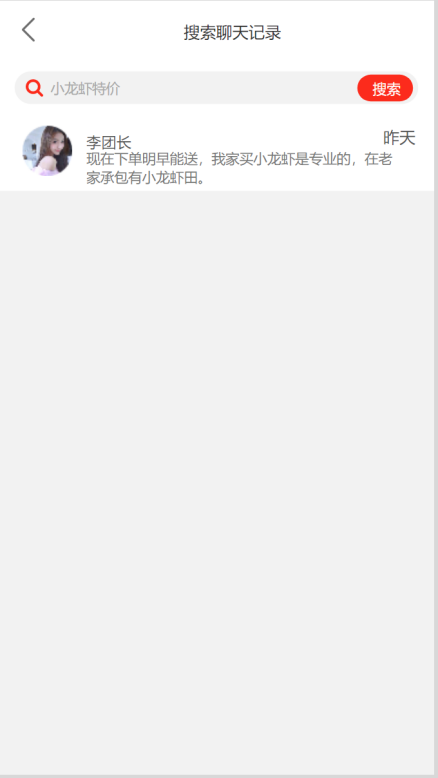 搜索聊天记录
小龙虾特价
搜索
李团长
昨天
现在下单明早能送，我家买小龙虾是专业的，在老
家承包有小龙虾田。